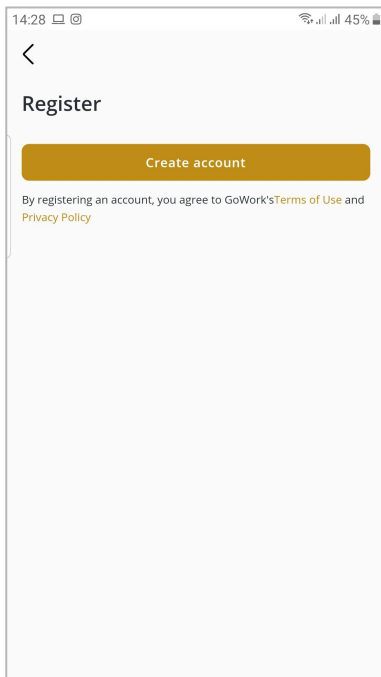 14:28 45%
Register
Create account
By registering an account, you agree to GoWork'sTerms of Use and
Privacy Policy